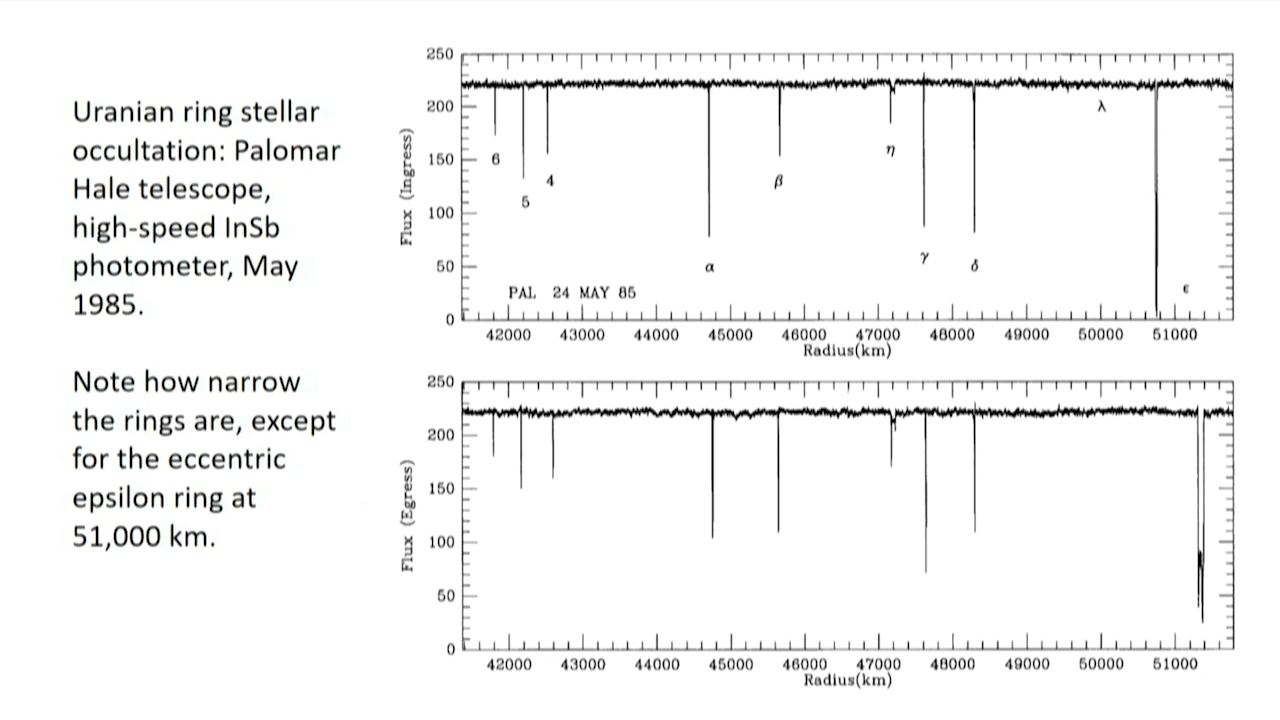 Uranian ring stellar
occultation: Palomar
Hale telescope,
high-speed InSb
photometer, May
1985.
Note how narrow
the rings are, except
for the eccentric
epsilon ring at
51,000 km.
250
200
150
100
50
0
Flux (Ingress)
6
5
4
α
β
η
γ
δ
λ
ε
PAL 24 MAY 85
42000 43000 44000 45000 46000 47000 48000 49000 50000 51000
Radius(km)
250
200
150
100
50
0
Flux (Egress)
42000 43000 44000 45000 46000 47000 48000 49000 50000 51000
Radius(km)